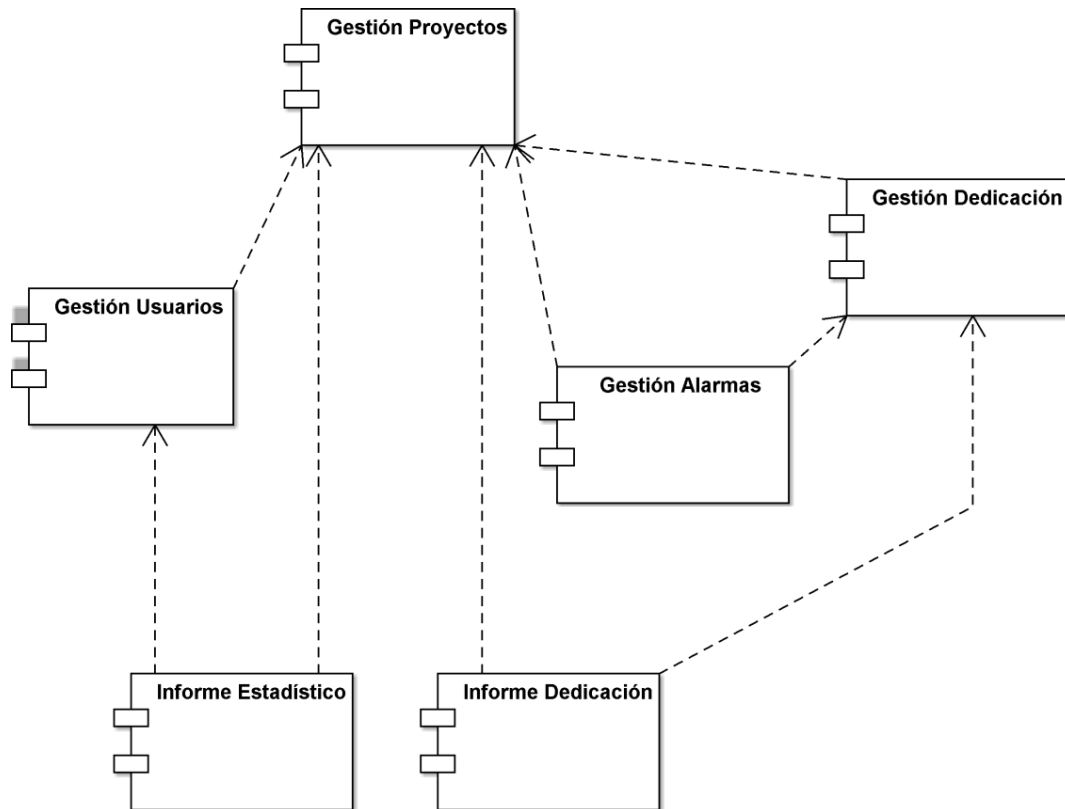 Gestión Proyectos
Gestión Dedicación
Gestión Usuarios
Gestión Alarmas
Informe Estadístico
Informe Dedicación